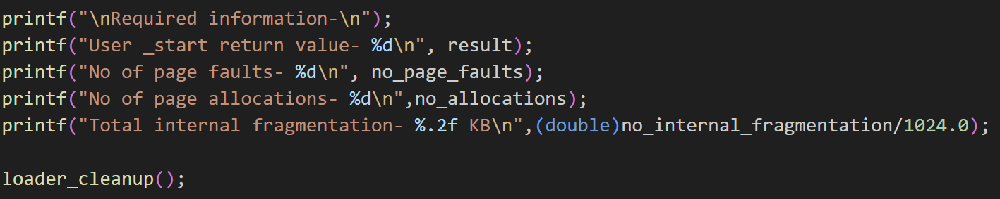 printf("\nRequired information-\n");
printf("User _start return value- %d\n", result);
printf("No of page faults- %d\n", no_page_faults);
printf("No of page allocations- %d\n",no_allocations);
printf("Total internal fragmentation- %.2f KB\n",(double)no_internal_fragmentation/1024.0);
loader_cleanup();